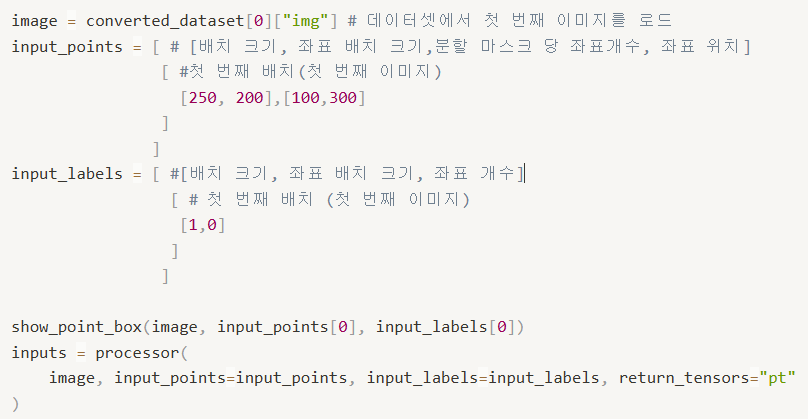 image = converted_dataset[0]["img"] # 데이터셋에서 첫 번째 이미지를 로드
input_points = [ # [배치 크기, 좌표 배치 크기,분할 마스크 당 좌표개수, 좌표 위치]
                [ #첫 번째 배치(첫 번째 이미지)
                  [250, 200],[100,300]
                ]
               ]
input_labels = [ #[배치 크기, 좌표 배치 크기, 좌표 개수]
                 [ # 첫 번째 배치 (첫 번째 이미지)
                  [1,0]
                 ]
                ]

show_point_box(image, input_points[0], input_labels[0])
inputs = processor(
    image, input_points=input_points, input_labels=input_labels, return_tensors="pt"
)